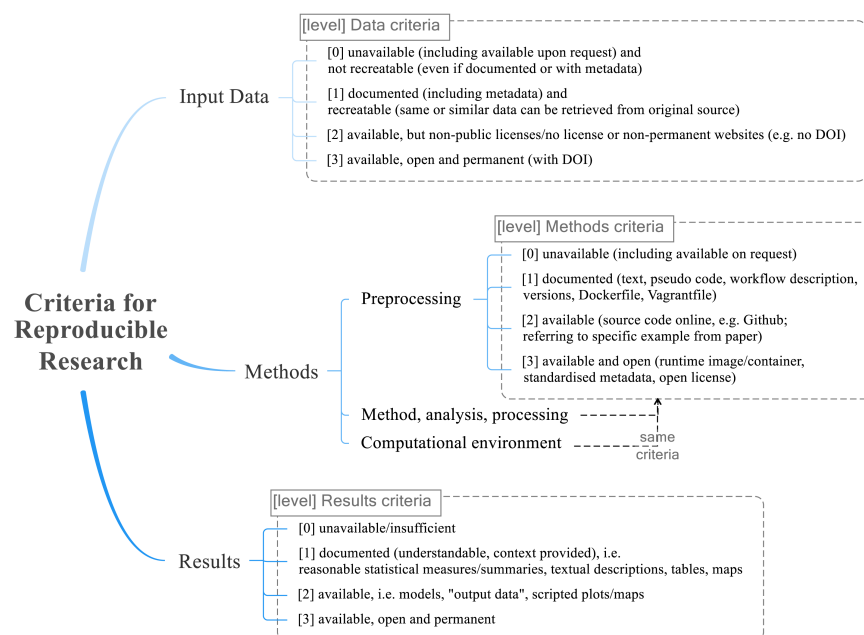 [level] Data criteria
[0] unavailable (including available upon request) and
not recreatable (even if documented or with metadata)
Input Data
[1] documented (including metadata) and
recreatable (same or similar data can be retrieved from original source)
[2] available, but non-public licenses/no license or non-permanent websites (e.g. no DOI)
[3] available, open and permanent (with DOI)
Criteria for
Reproducible
Research
Methods
[level] Methods criteria
Preprocessing
[0] unavailable (including available on request)
[1] documented (text, pseudo code, workflow description,
versions, Dockerfile, Vagrantfile)
[2] available (source code online, e.g. Github;
referring to specific example from paper)
[3] available and open (runtime image/container,
standardised metadata, open license)
Method, analysis, processing
Computational environment
same
criteria
[level] Results criteria
Results
[0] unavailable/insufficient
[1] documented (understandable, context provided), i.e.
reasonable statistical measures/summaries, textual descriptions, tables, maps
[2] available, i.e. models, "output data", scripted plots/maps
[3] available, open and permanent